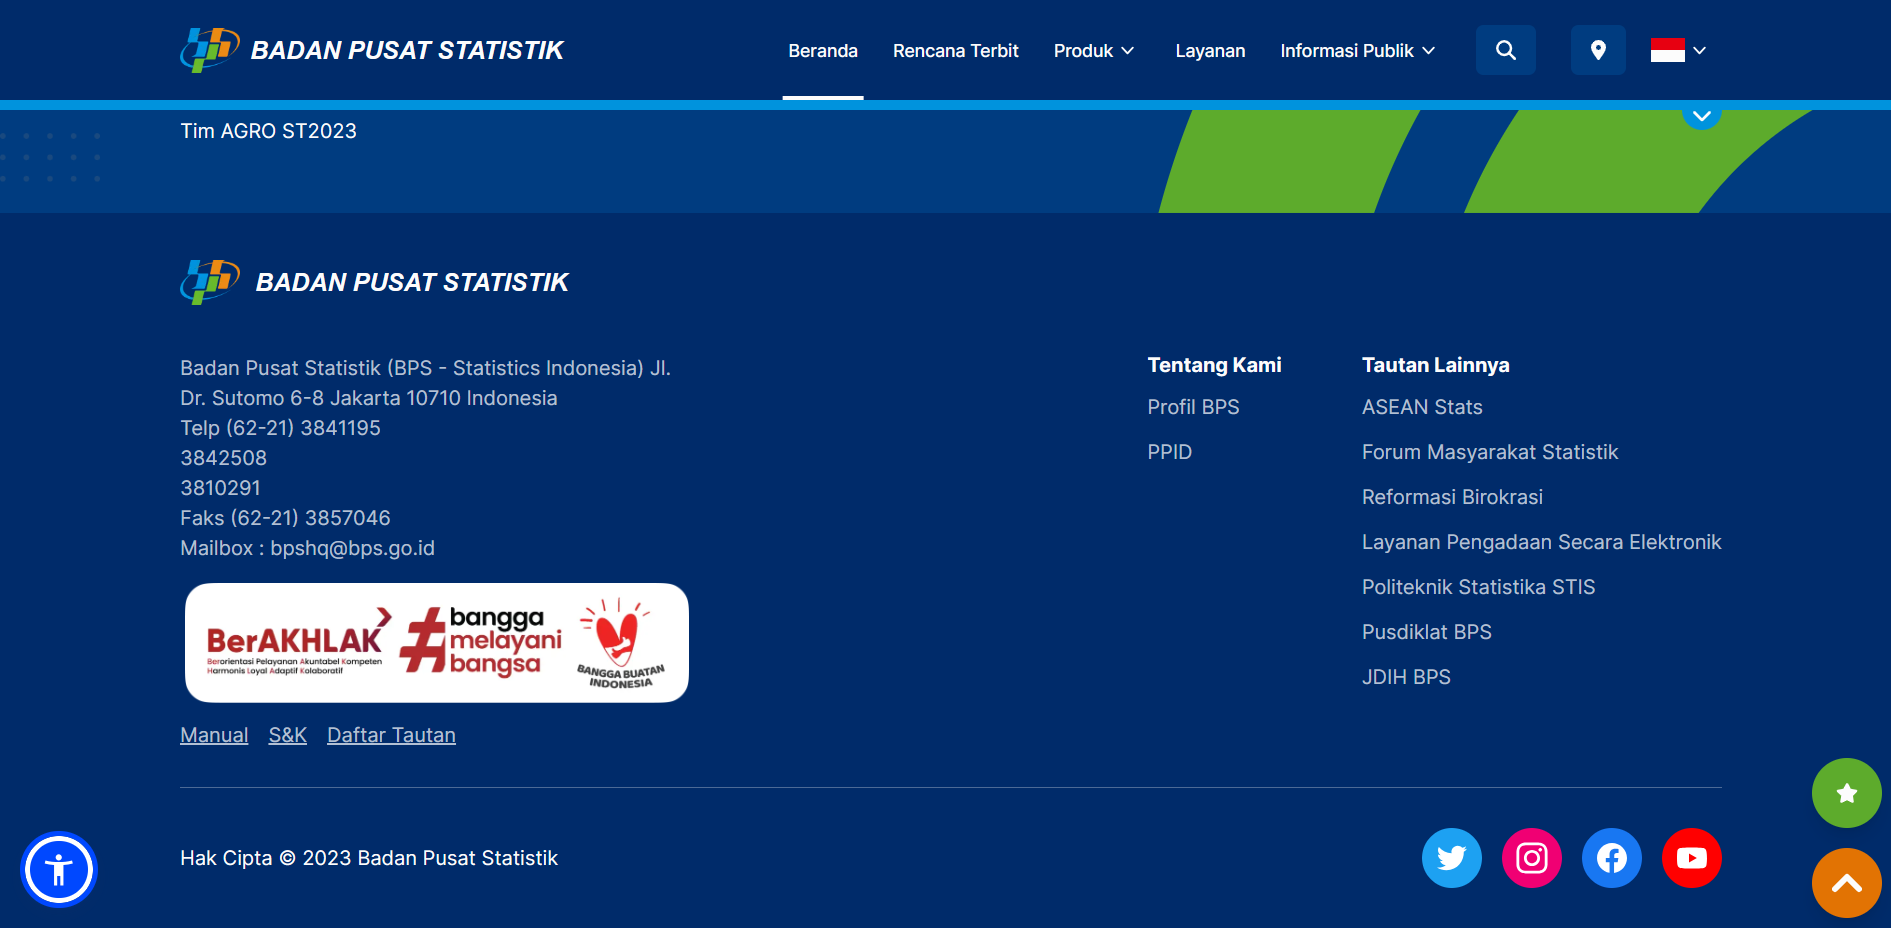 BADAN PUSAT STATISTIK
Beranda
Rencana Terbit
Produk
Layanan
Informasi Publik
Tim AGRO ST2023
BADAN PUSAT STATISTIK
Badan Pusat Statistik (BPS - Statistics Indonesia) Jl.
Dr. Sutomo 6-8 Jakarta 10710 Indonesia
Telp (62-21) 3841195
3842508
3810291
Faks (62-21) 3857046
Mailbox : bpshq@bps.go.id
BerAKHLAK
Berorientasi Pelayanan Akuntabel Kompeten
Harmonis Loyal Adaptif Kolaboratif
#bangga
melayani
bangsa
BANGGA BUATAN
INDONESIA
Manual
S&K
Daftar Tautan
Tentang Kami
Profil BPS
PPID
Tautan Lainnya
ASEAN Stats
Forum Masyarakat Statistik
Reformasi Birokrasi
Layanan Pengadaan Secara Elektronik
Politeknik Statistika STIS
Pusdiklat BPS
JDIH BPS
Hak Cipta © 2023 Badan Pusat Statistik